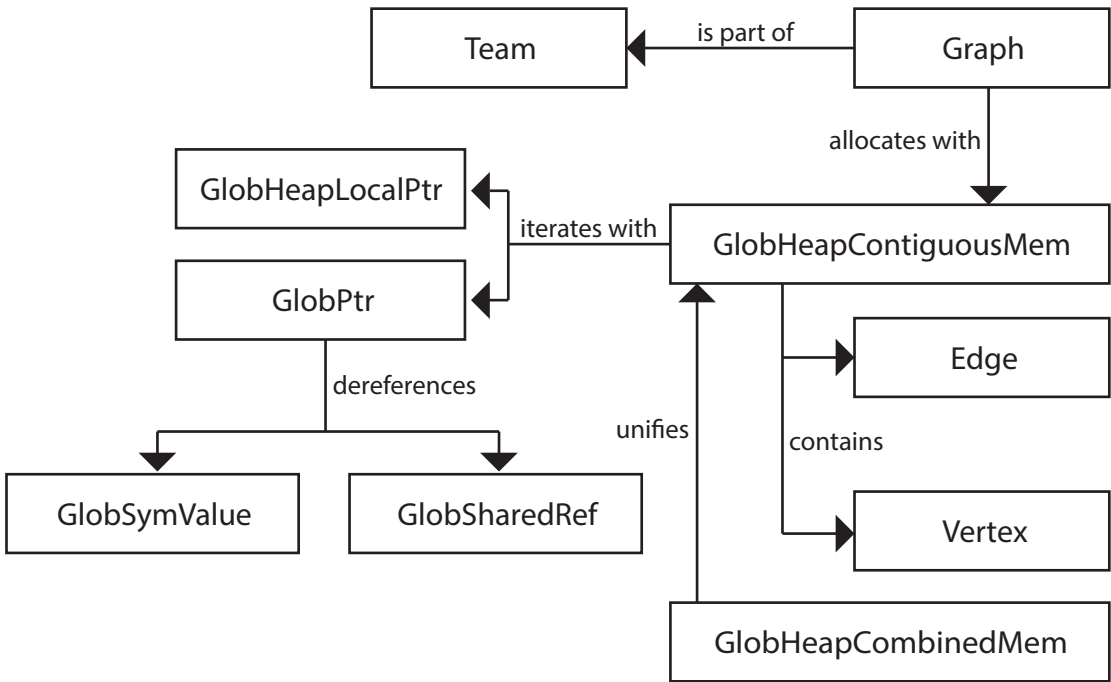 Team
is part of
Graph
allocates with
GlobHeapLocalPtr
iterates with
GlobHeapContiguousMem
GlobPtr
Edge
dereferences
unifies
contains
GlobSymValue
GlobSharedRef
Vertex
GlobHeapCombinedMem